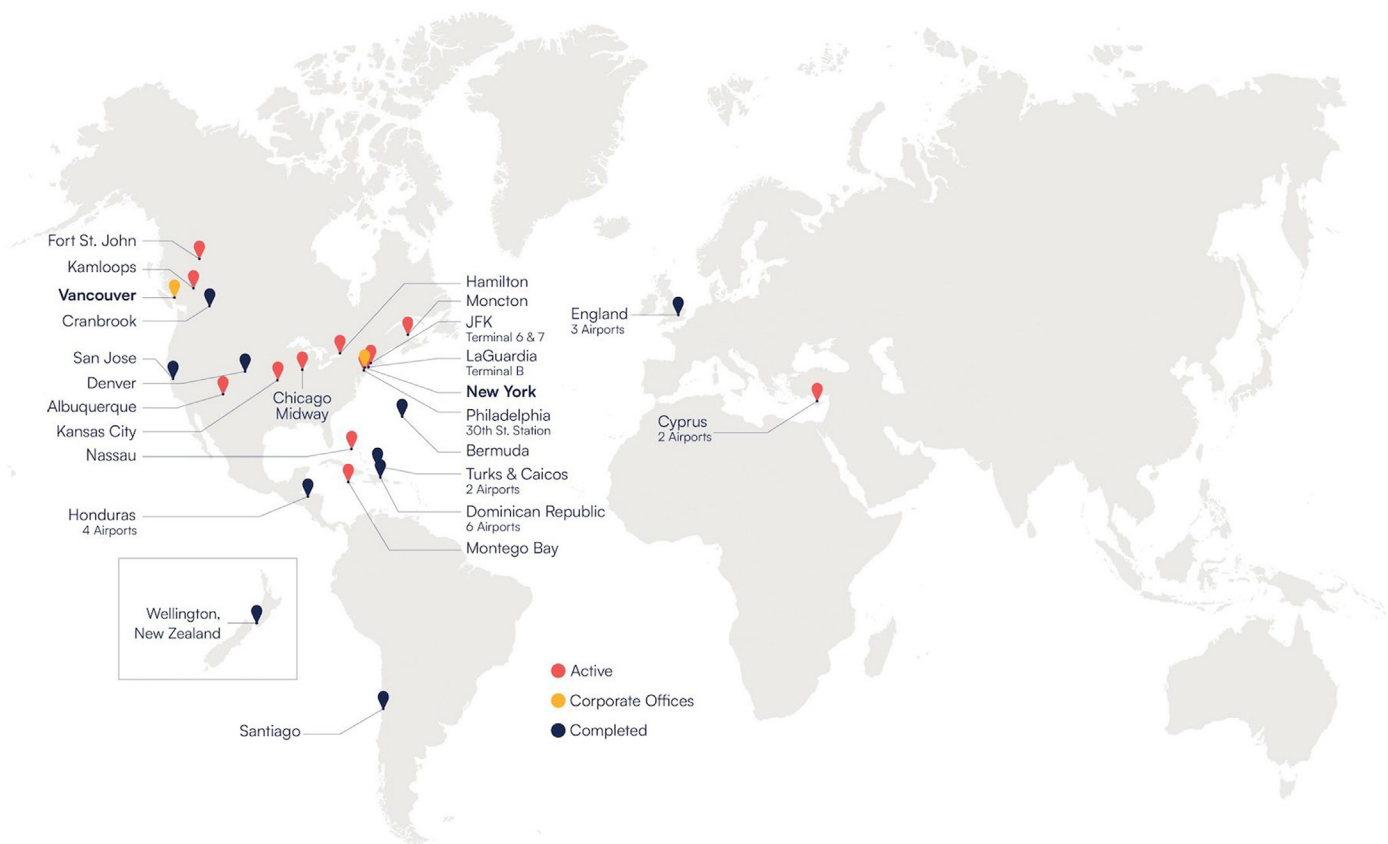 Fort St. John
Kamloops
Vancouver
Cranbrook
San Jose
Denver
Albuquerque
Kansas City
Nassau
Honduras
4 Airports
Chicago
Midway
Hamilton
Moncton
JFK
Terminal 6 & 7
LaGuardia
Terminal B
New York
Philadelphia
30th St. Station
Bermuda
Turks & Caicos
2 Airports
Dominican Republic
6 Airports
Montego Bay
England
3 Airports
Cyprus
2 Airports
Wellington,
New Zealand
Santiago
Active
Corporate Offices
Completed